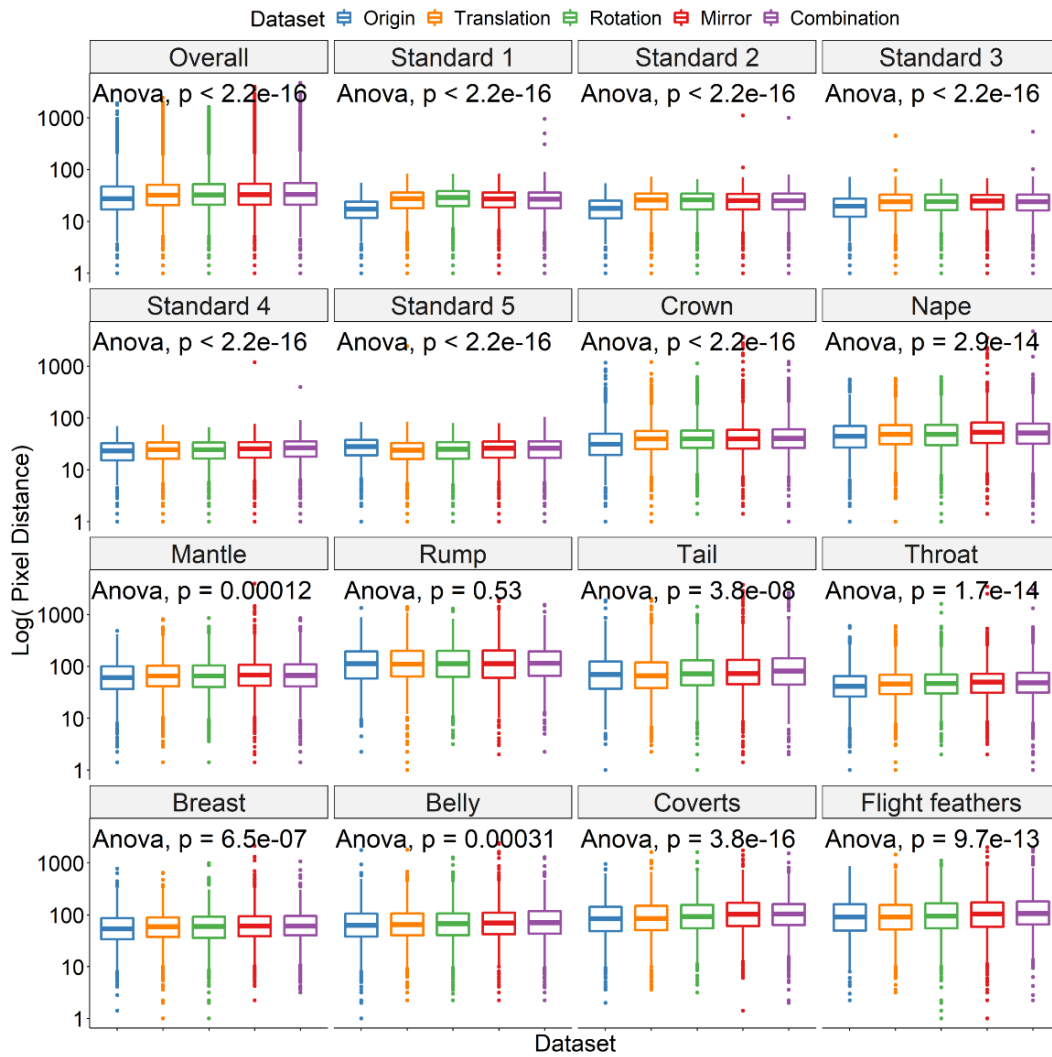 Dataset Origin Translation Rotation Mirror Combination
Overall Standard 1 Standard 2 Standard 3
Anova, p < 2.2e-16 Anova, p < 2.2e-16 Anova, p < 2.2e-16 Anova, p < 2.2e-16
1000
100
10
1
Standard 4 Standard 5 Crown Nape
Anova, p < 2.2e-16 Anova, p < 2.2e-16 Anova, p < 2.2e-16 Anova, p = 2.9e-14
1000
100
10
1
Log( Pixel Distance)
Mantle Rump Tail Throat
Anova, p = 0.00012 Anova, p = 0.53 Anova, p = 3.8e-08 Anova, p = 1.7e-14
1000
100
10
1
Breast Belly Coverts Flight feathers
Anova, p = 6.5e-07 Anova, p = 0.00031 Anova, p = 3.8e-16 Anova, p = 9.7e-13
1000
100
10
1
Dataset